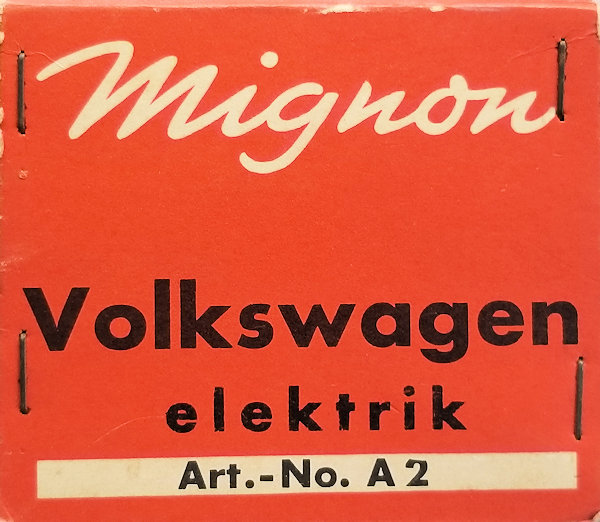 Mignon
Volkswagen
elektrik
Art.-No. A 2